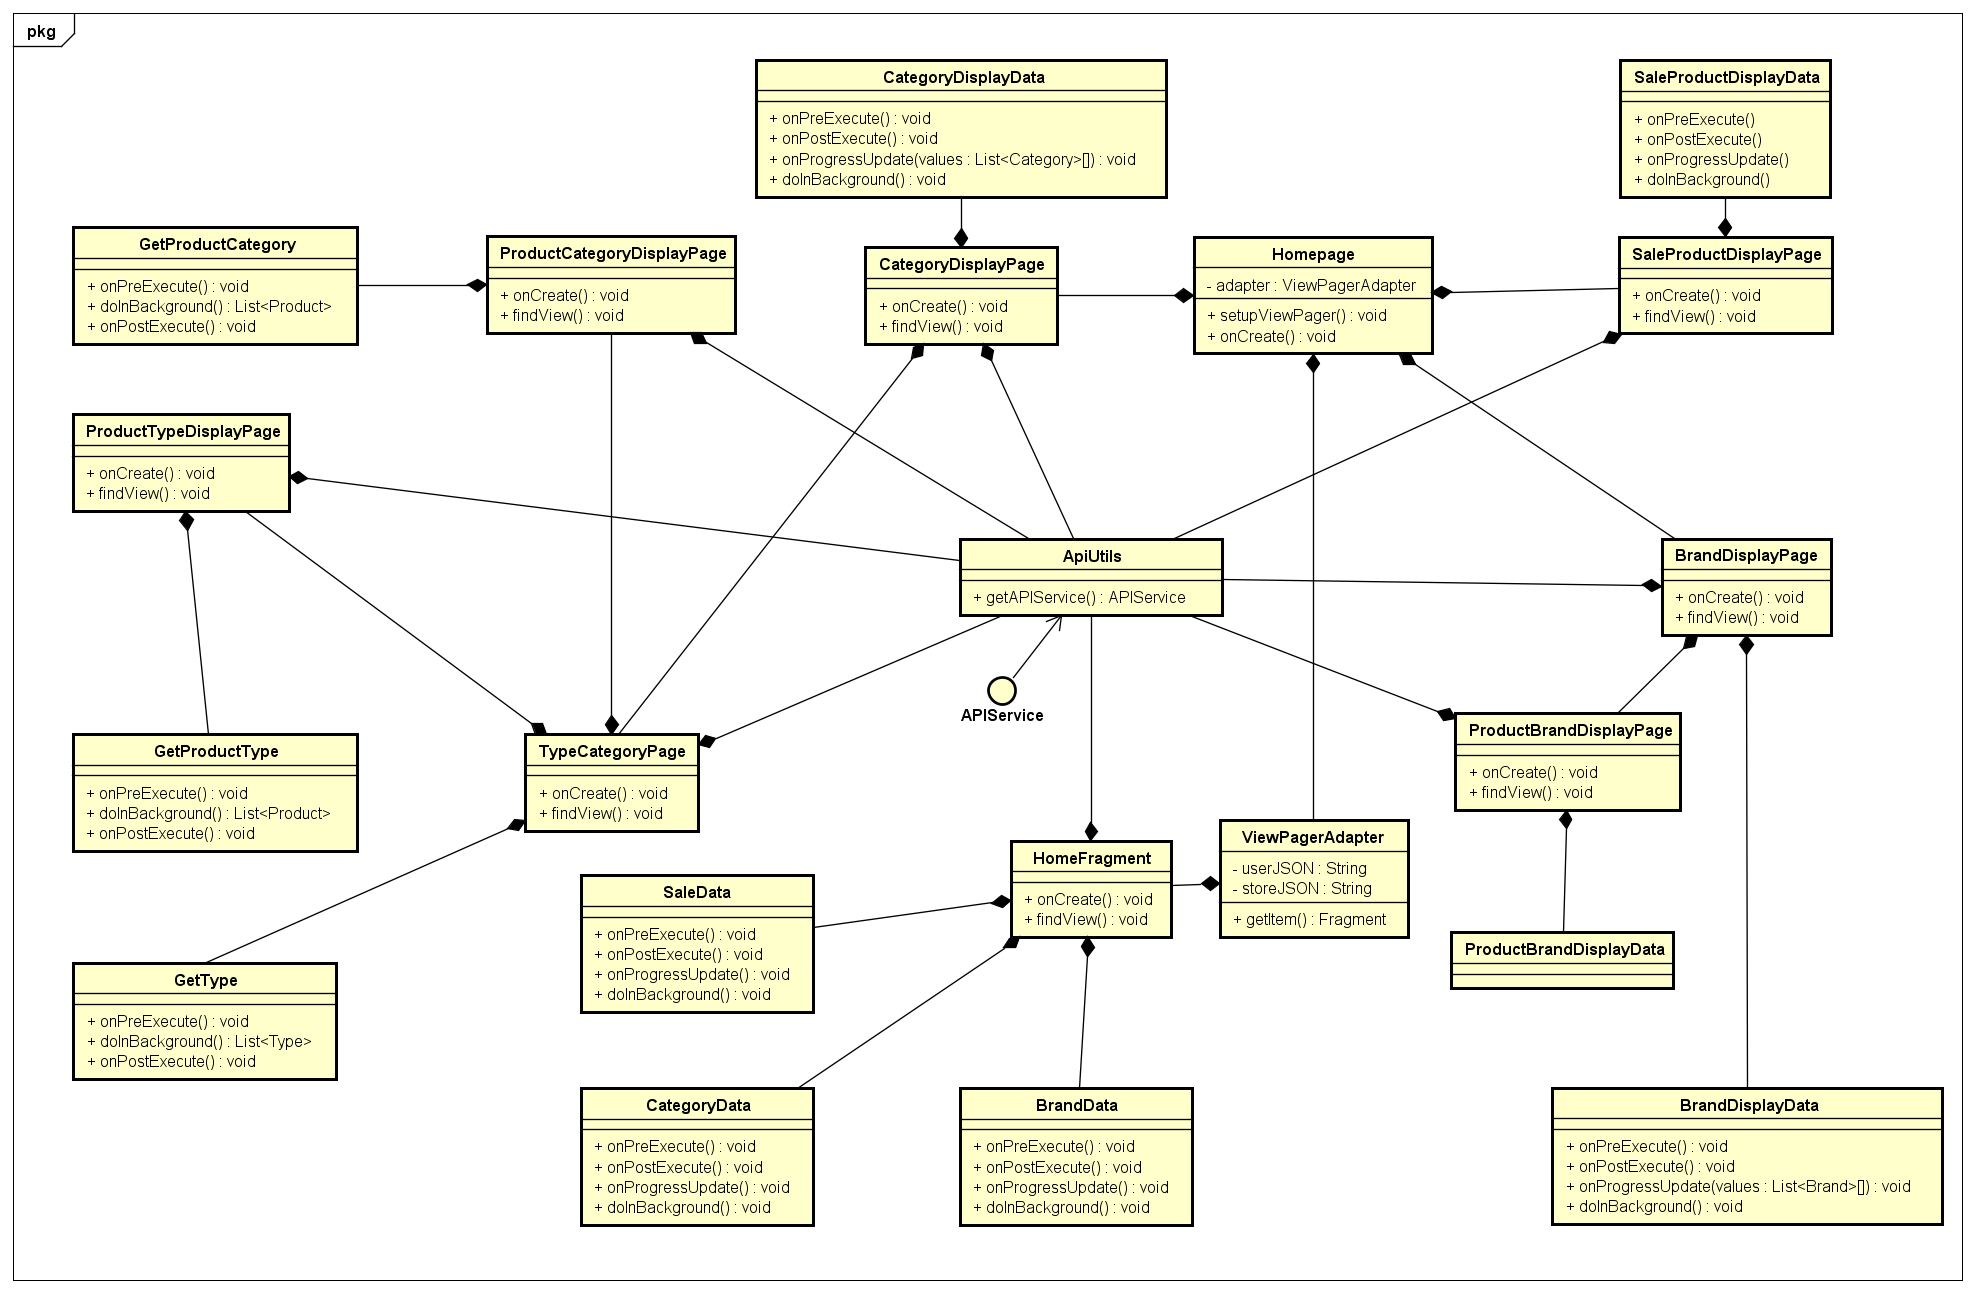 pkg
CategoryDisplayData
+ onPreExecute() : void
+ onPostExecute() : void
+ onProgressUpdate(values : List<Category>[]) : void
+ doInBackground() : void
SaleProductDisplayData
+ onPreExecute()
+ onPostExecute()
+ onProgressUpdate()
+ doInBackground()
GetProductCategory
+ onPreExecute() : void
+ doInBackground() : List<Product>
+ onPostExecute() : void
ProductCategoryDisplayPage
+ onCreate() : void
+ findView() : void
CategoryDisplayPage
+ onCreate() : void
+ findView() : void
Homepage
- adapter : ViewPagerAdapter
+ setupViewPager() : void
+ onCreate() : void
SaleProductDisplayPage
+ onCreate() : void
+ findView() : void
ProductTypeDisplayPage
+ onCreate() : void
+ findView() : void
ApiUtils
+ getAPIService() : APIService
BrandDisplayPage
+ onCreate() : void
+ findView() : void
APIService
GetProductType
+ onPreExecute() : void
+ doInBackground() : List<Product>
+ onPostExecute() : void
TypeCategoryPage
+ onCreate() : void
+ findView() : void
ProductBrandDisplayPage
+ onCreate() : void
+ findView() : void
HomeFragment
+ onCreate() : void
+ findView() : void
ViewPagerAdapter
- userJSON : String
- storeJSON : String
+ getItem() : Fragment
SaleData
+ onPreExecute() : void
+ onPostExecute() : void
+ onProgressUpdate() : void
+ doInBackground() : void
ProductBrandDisplayData
GetType
+ onPreExecute() : void
+ doInBackground() : List<Type>
+ onPostExecute() : void
CategoryData
+ onPreExecute() : void
+ onPostExecute() : void
+ onProgressUpdate() : void
+ doInBackground() : void
BrandData
+ onPreExecute() : void
+ onPostExecute() : void
+ onProgressUpdate() : void
+ doInBackground() : void
BrandDisplayData
+ onPreExecute() : void
+ onPostExecute() : void
+ onProgressUpdate(values : List<Brand>[]) : void
+ doInBackground() : void